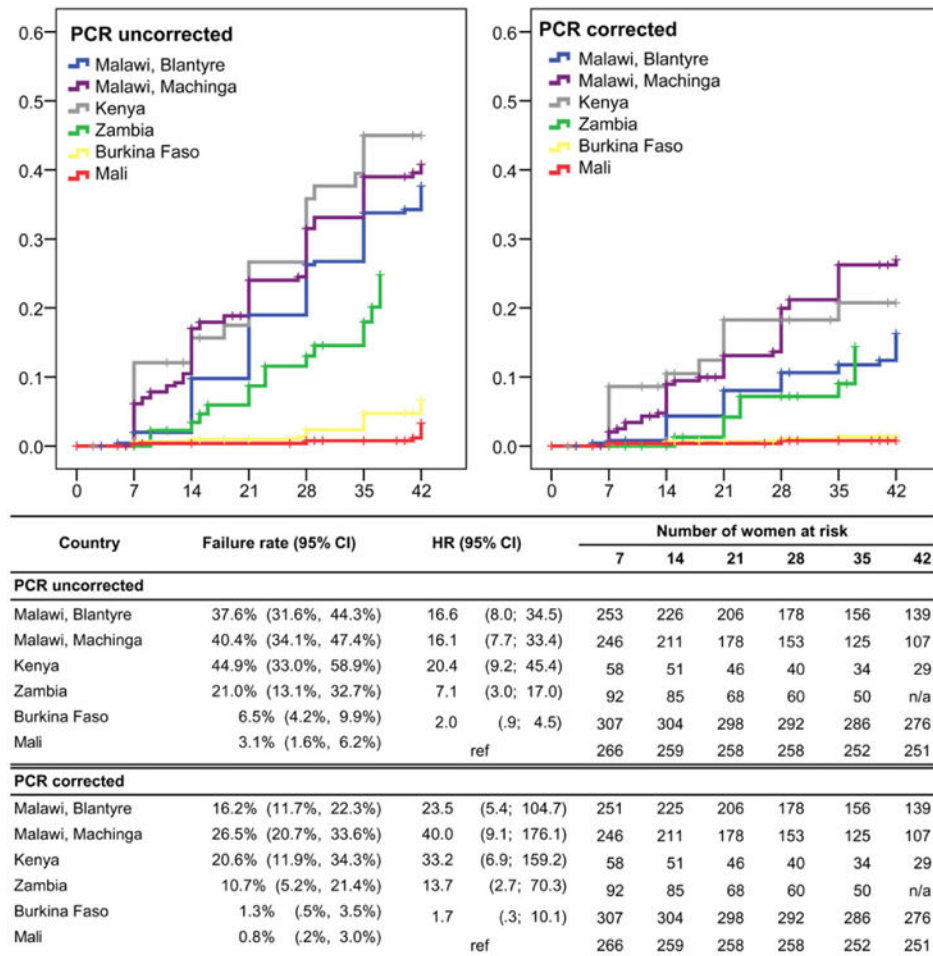 PCR uncorrected
Malawi, Blantyre
Malawi, Machinga
Kenya
Zambia
Burkina Faso
Mali
0.6
0.5
0.4
0.3
0.2
0.1
0.0
0 7 14 21 28 35 42
PCR corrected
Malawi, Blantyre
Malawi, Machinga
Kenya
Zambia
Burkina Faso
Mali
0.6
0.5
0.4
0.3
0.2
0.1
0.0
0 7 14 21 28 35 42
Country Failure rate (95% CI) HR (95% CI) Number of women at risk
7 14 21 28 35 42
PCR uncorrected
Malawi, Blantyre 37.6% (31.6%, 44.3%) 16.6 (8.0; 34.5) 253 226 206 178 156 139
Malawi, Machinga 40.4% (34.1%, 47.4%) 16.1 (7.7; 33.4) 246 211 178 153 125 107
Kenya 44.9% (33.0%, 58.9%) 20.4 (9.2; 45.4) 58 51 46 40 34 29
Zambia 21.0% (13.1%, 32.7%) 7.1 (3.0; 17.0) 92 85 68 60 50 n/a
Burkina Faso 6.5% (4.2%, 9.9%) 2.0 (.9; 4.5) 307 304 298 292 286 276
Mali 3.1% (1.6%, 6.2%) ref 266 259 258 258 252 251
PCR corrected
Malawi, Blantyre 16.2% (11.7%, 22.3%) 23.5 (5.4; 104.7) 251 225 206 178 156 139
Malawi, Machinga 26.5% (20.7%, 33.6%) 40.0 (9.1; 176.1) 246 211 178 153 125 107
Kenya 20.6% (11.9%, 34.3%) 33.2 (6.9; 159.2) 58 51 46 40 34 29
Zambia 10.7% (5.2%, 21.4%) 13.7 (2.7; 70.3) 92 85 68 60 50 n/a
Burkina Faso 1.3% (.5%, 3.5%) 1.7 (.3; 10.1) 307 304 298 292 286 276
Mali 0.8% (.2%, 3.0%) ref 266 259 258 258 252 251